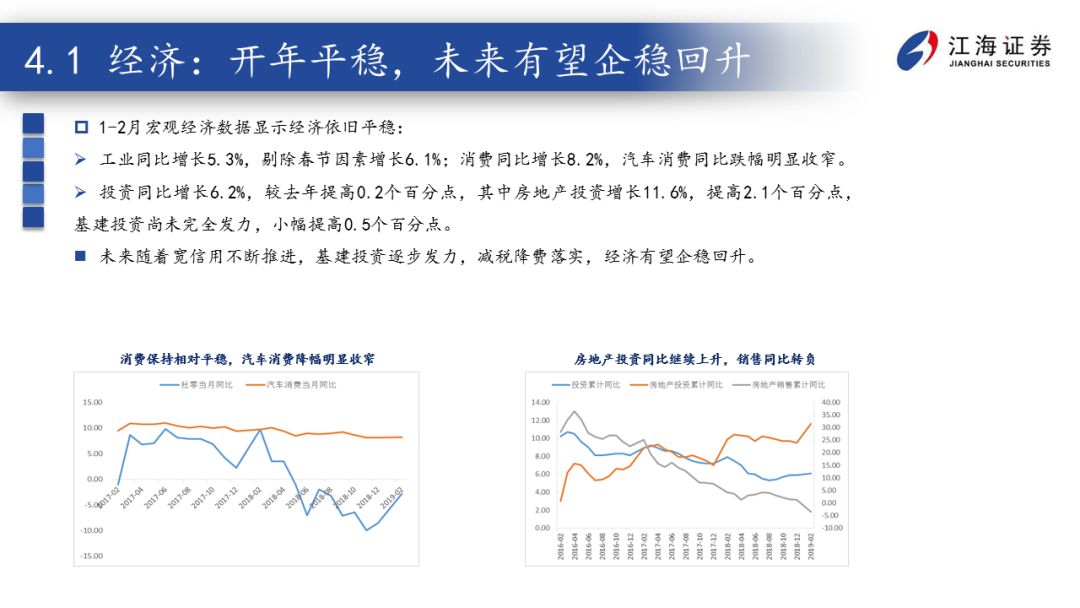 4.1 经济：开年平稳，未来有望企稳回升
江海证券
JIANGHAI SECURITIES
1-2月宏观经济数据显示经济依旧平稳：
工业同比增长5.3%，剔除春节因素增长6.1%；消费同比增长8.2%，汽车消费同比跌幅明显收窄。
投资同比增长6.2%，较去年提高0.2个百分点，其中房地产投资增长11.6%，提高2.1个百分点，
基建投资尚未完全发力，小幅提高0.5个百分点。
未来随着宽信用不断推进，基建投资逐步发力，减税降费落实，经济有望企稳回升。
消费保持相对平稳，汽车消费降幅明显收窄
社零当月同比 汽车消费当月同比
15.00
10.00
5.00
0.00
-5.00
-10.00
-15.00
2017-02 2017-04 2017-06 2017-08 2017-10 2017-12 2018-02 2018-04 2018-06 2018-08 2018-10 2018-12 2019-02
房地产投资同比继续上升，销售同比转负
投资累计同比 房地产投资累计同比 房地产销售累计同比
14.00
12.00
10.00
8.00
6.00
4.00
2.00
0.00
40.00
35.00
30.00
25.00
20.00
15.00
10.00
5.00
0.00
-5.00
-10.00
2016-02 2016-04 2016-06 2016-08 2016-10 2016-12 2017-02 2017-04 2017-06 2017-08 2017-10 2017-12 2018-02 2018-04 2018-06 2018-08 2018-10 2018-12 2019-02